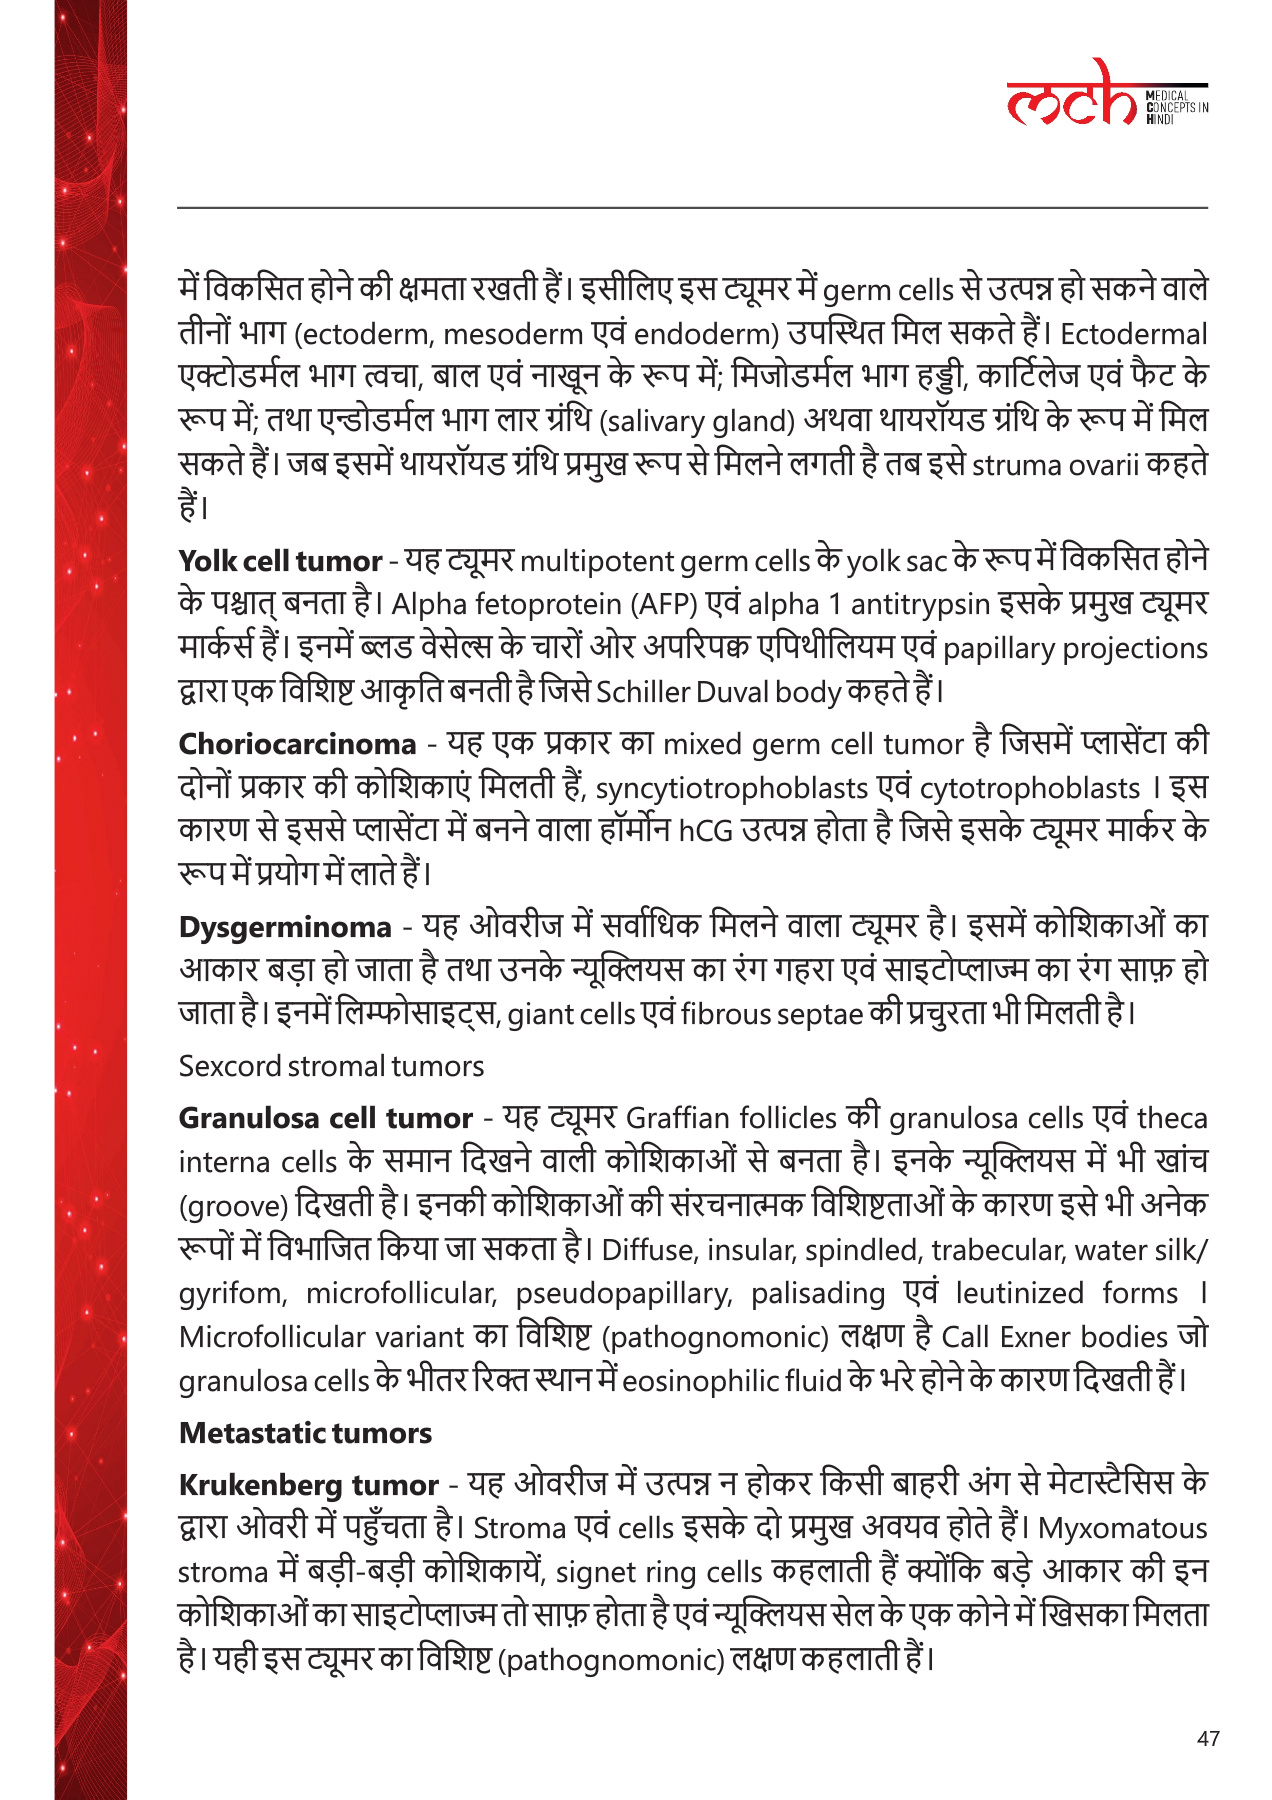 mch MEDICAL
CONCEPTS IN
HINDI
में विकसित होने की क्षमता रखती हैं। इसीलिए इस ट्यूमर में germ cells से उत्पन्न हो सकने वाले
तीनों भाग (ectoderm, mesoderm एवं endoderm) उपस्थित मिल सकते हैं। Ectodermal
एक्टोडर्मल भाग त्वचा, बाल एवं नाखून के रूप में; मिजोडर्मल भाग हड्डी, कार्टिलेज एवं फैट के
रूप में; तथा एन्डोडर्मल भाग लार ग्रंथि (salivary gland) अथवा थायरॉयड ग्रंथि के रूप में मिल
सकते हैं। जब इसमें थायरॉयड ग्रंथि प्रमुख रूप से मिलने लगती है तब इसे struma ovarii कहते
हैं।
Yolk cell tumor - यह ट्यूमर multipotent germ cells के yolk sac के रूप में विकसित होने
के पश्चात् बनता है। Alpha fetoprotein (AFP) एवं alpha 1 antitrypsin इसके प्रमुख ट्यूमर
मार्कर्स हैं। इनमें ब्लड वेसेल्स के चारों ओर अपरिपक्व एपिथीलियम एवं papillary projections
द्वारा एक विशिष्ट आकृति बनती है जिसे Schiller Duval body कहते हैं।
Choriocarcinoma - यह एक प्रकार का mixed germ cell tumor है जिसमें प्लासेंटा की
दोनों प्रकार की कोशिकाएं मिलती हैं, syncytiotrophoblasts एवं cytotrophoblasts । इस
कारण से इससे प्लासेंटा में बनने वाला हॉर्मोन hCG उत्पन्न होता है जिसे इसके ट्यूमर मार्कर के
रूप में प्रयोग में लाते हैं।
Dysgerminoma - यह ओवरीज में सर्वाधिक मिलने वाला ट्यूमर है। इसमें कोशिकाओं का
आकार बड़ा हो जाता है तथा उनके न्यूक्लियस का रंग गहरा एवं साइटोप्लाज्म का रंग साफ़ हो
जाता है। इनमें लिम्फोसाइट्स, giant cells एवं fibrous septae की प्रचुरता भी मिलती है।
Sexcord stromal tumors
Granulosa cell tumor - यह ट्यूमर Graffian follicles की granulosa cells एवं theca
interna cells के समान दिखने वाली कोशिकाओं से बनता है। इनके न्यूक्लियस में भी खांच
(groove) दिखती है। इनकी कोशिकाओं की संरचनात्मक विशिष्टताओं के कारण इसे भी अनेक
रूपों में विभाजित किया जा सकता है। Diffuse, insular, spindled, trabecular, water silk/
gyrifom, microfollicular, pseudopapillary, palisading एवं leutinized forms ।
Microfollicular variant का विशिष्ट (pathognomonic) लक्षण है Call Exner bodies जो
granulosa cells के भीतर रिक्त स्थान में eosinophilic fluid के भरे होने के कारण दिखती हैं।
Metastatic tumors
Krukenberg tumor - यह ओवरीज में उत्पन्न न होकर किसी बाहरी अंग से मेटास्टैसिस के
द्वारा ओवरी में पहुँचता है। Stroma एवं cells इसके दो प्रमुख अवयव होते हैं। Myxomatous
stroma में बड़ी-बड़ी कोशिकायें, signet ring cells कहलाती हैं क्योंकि बड़े आकार की इन
कोशिकाओं का साइटोप्लाज्म तो साफ़ होता है एवं न्यूक्लियस सेल के एक कोने में खिसका मिलता
है। यही इस ट्यूमर का विशिष्ट (pathognomonic) लक्षण कहलाती हैं।
47